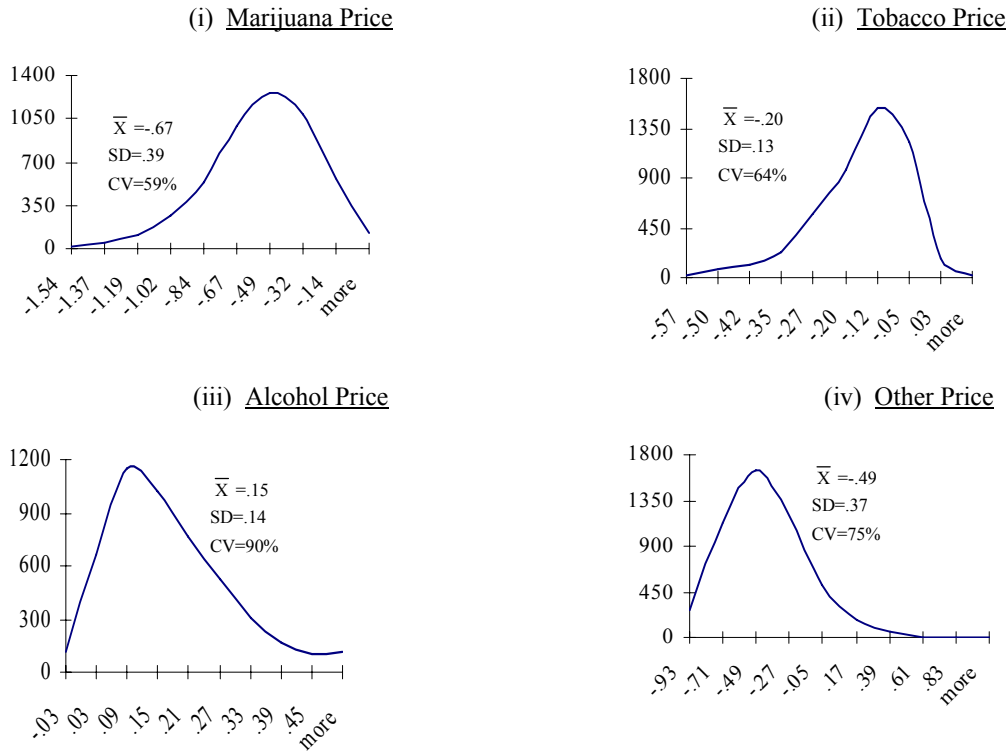 (i) Marijuana Price
1400
1050
700
350
0
X̄ =-.67
SD=.39
CV=59%
-1.54
-1.37
-1.19
-1.02
-.84
-.67
-.49
-.32
-.14
more
(ii) Tobacco Price
1800
1350
900
450
0
X̄ =-.20
SD=.13
CV=64%
-.57
-.50
-.42
-.35
-.27
-.20
-.12
-.05
.03
more
(iii) Alcohol Price
1200
900
600
300
0
X̄ =.15
SD=.14
CV=90%
-.03
.03
.09
.15
.21
.27
.33
.39
.45
more
(iv) Other Price
1800
1350
900
450
0
X̄=-.49
SD=.37
CV=75%
-.93
-.71
-.49
-.27
-.05
.17
.39
.61
.83
more